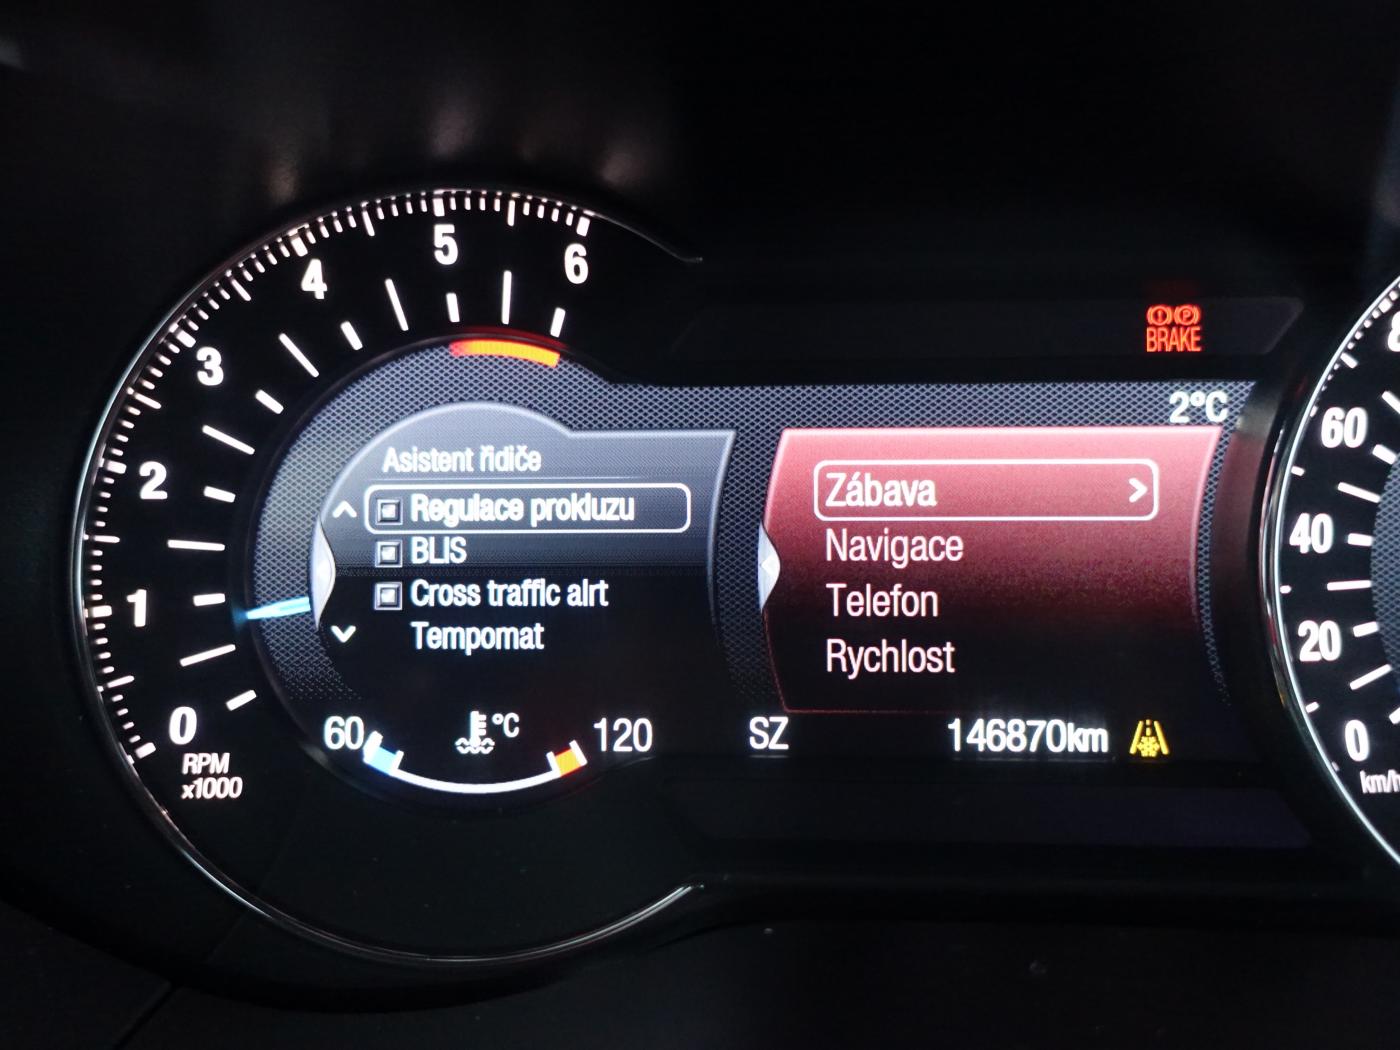 6
5
4
3
2
1
0
RPM
x1000
BRAKE
2°C
Asistent řidiče
Regulace prokluzu
BLIS
Cross traffic alrt
Tempomat
Zábava >
Navigace
Telefon
Rychlost
60 °C 120
SZ
146870km
60
40
20
0